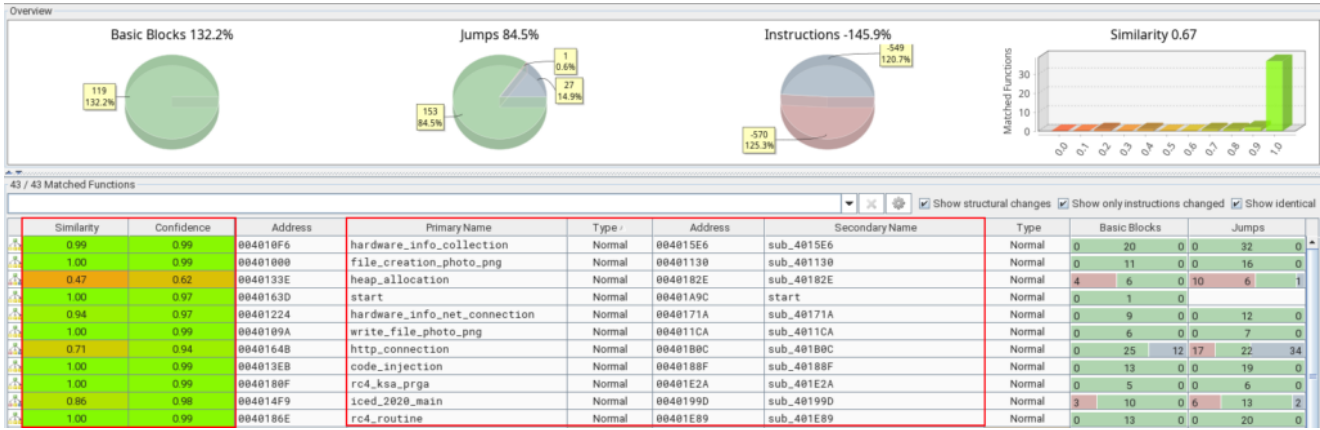 Overview
Basic Blocks 132.2%
Jumps 84.5%
Instructions -145.9%
Similarity 0.67
119
132.2%
1
0.6%
27
14.9%
153
84.5%
-549
120.7%
-570
125.3%
Matched Functions
30
20
10
0
0.0 0.1 0.2 0.3 0.4 0.5 0.6 0.7 0.8 0.9 1.0
43 / 43 Matched Functions
Show structural changes Show only instructions changed Show identical
Similarity Confidence Address Primary Name Type / Address Secondary Name Type Basic Blocks Jumps
0.99 0.99 004010F6 hardware_info_collection Normal 004015E6 sub_4015E6 Normal 0 20 0 0 32 0
1.00 0.99 00401000 file_creation_photo_png Normal 00401130 sub_401130 Normal 0 11 0 0 16 0
0.47 0.62 0040133E heap_allocation Normal 0040182E sub_40182E Normal 4 6 0 10 6 1
1.00 0.97 0040163D start Normal 00401A9C start Normal 0 1 0
0.94 0.97 00401224 hardware_info_net_connection Normal 0040171A sub_40171A Normal 0 9 0 0 12 0
1.00 0.99 0040109A write_file_photo_png Normal 004011CA sub_4011CA Normal 0 6 0 0 7 0
0.71 0.94 0040164B http_connection Normal 00401B0C sub_401B0C Normal 0 25 12 17 22 34
1.00 0.99 004013EB code_injection Normal 0040188F sub_40188F Normal 0 13 0 0 19 0
1.00 0.99 0040180F rc4_ksa_prga Normal 00401E2A sub_401E2A Normal 0 5 0 0 6 0
0.86 0.98 004014F9 iced_2020_main Normal 0040199D sub_40199D Normal 3 10 0 6 13 2
1.00 0.99 0040186E rc4_routine Normal 00401E89 sub_401E89 Normal 0 13 0 0 20 0